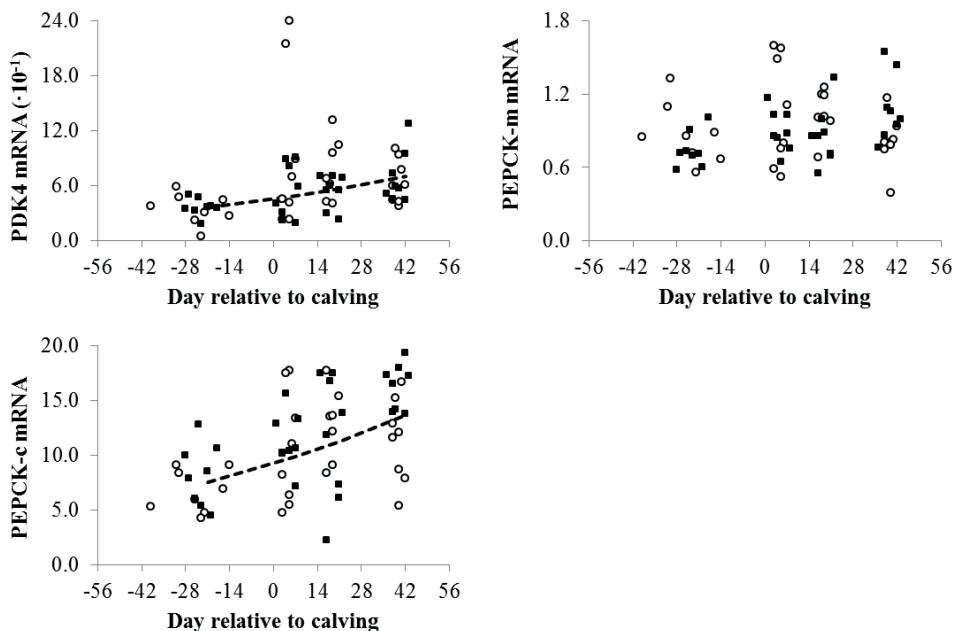 PDK4 mRNA (·10⁻¹)
24.0
18.0
12.0
6.0
0.0
-56 -42 -28 -14 0 14 28 42 56
Day relative to calving
PEPCK-m mRNA
1.8
1.2
0.6
0.0
-56 -42 -28 -14 0 14 28 42 56
Day relative to calving
PEPCK-c mRNA
20.0
15.0
10.0
5.0
0.0
-56 -42 -28 -14 0 14 28 42 56
Day relative to calving